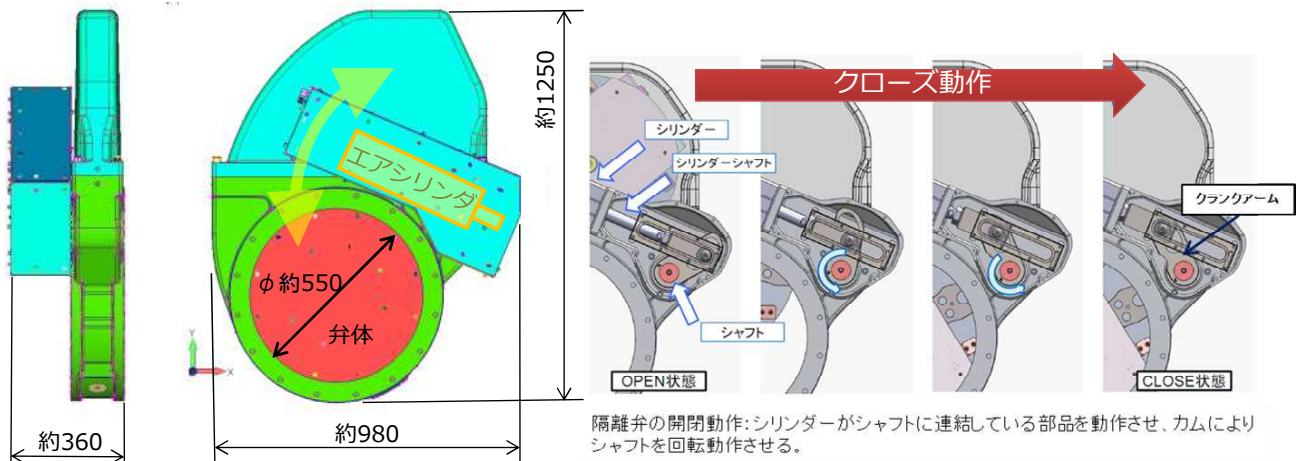 エアシリンダ
φ約550
弁体
Y
X
約360
約980
約1250
クローズ動作
シリンダー
シリンダーシャフト
クランクアーム
シャフト
OPEN状態
CLOSE状態
隔離弁の開閉動作:シリンダーがシャフトに連結している部品を動作させ、カムにより
シャフトを回転動作させる。